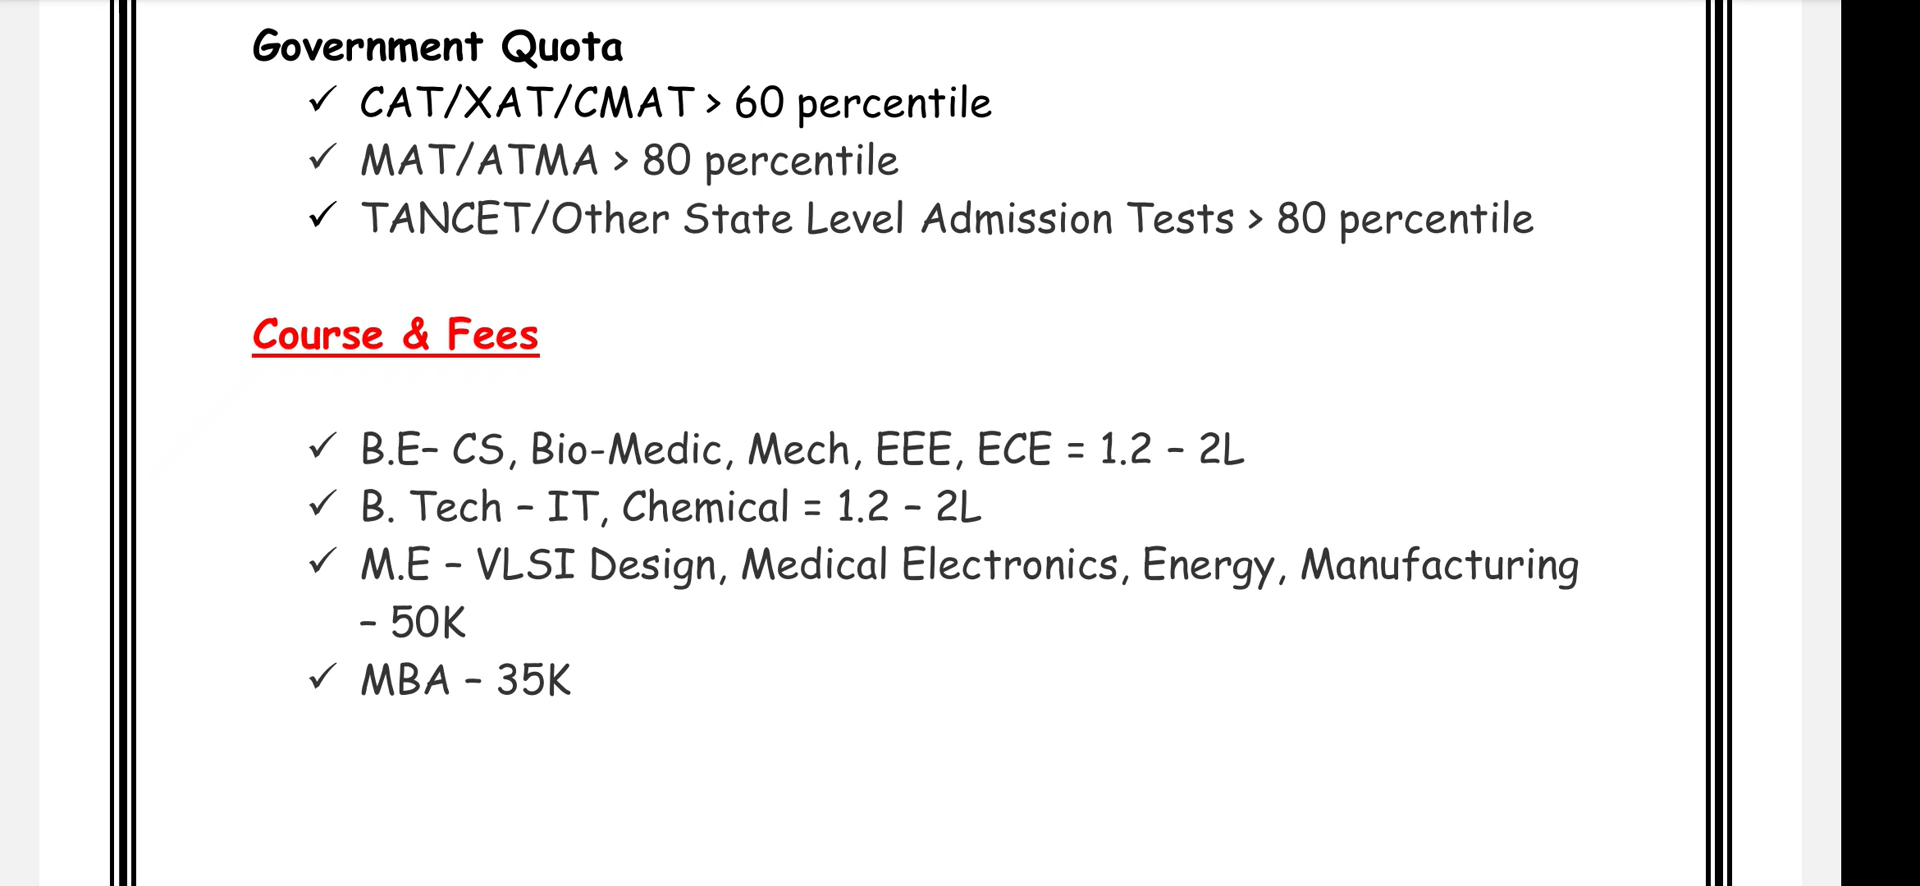 Government Quota
✓ CAT/XAT/CMAT > 60 percentile
✓ MAT/ATMA > 80 percentile
✓ TANCET/Other State Level Admission Tests > 80 percentile
Course & Fees
✓ B.E– CS, Bio-Medic, Mech, EEE, ECE = 1.2 – 2L
✓ B. Tech – IT, Chemical = 1.2 – 2L
✓ M.E – VLSI Design, Medical Electronics, Energy, Manufacturing
– 50K
✓ MBA – 35K